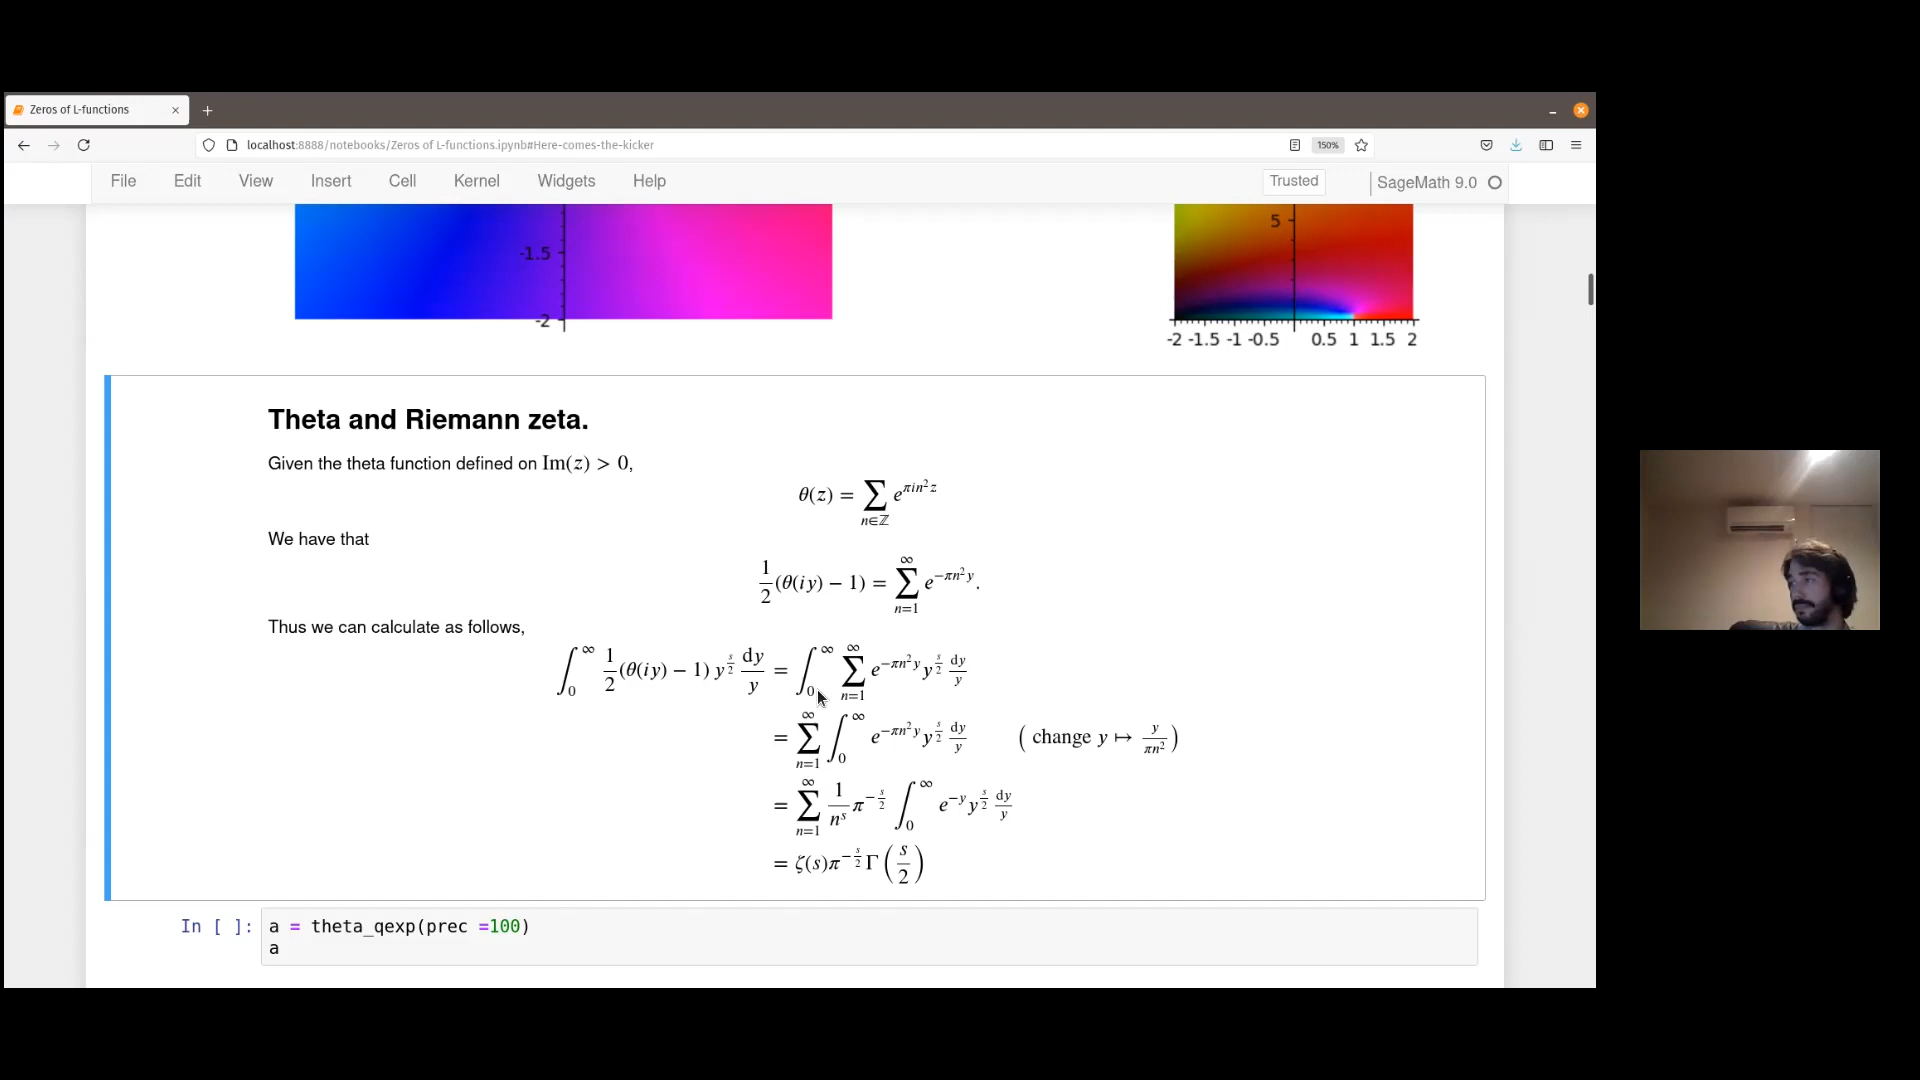 Zeros of L-functions
localhost:8888/notebooks/Zeros of L-functions.ipynb#Here-comes-the-kicker
150%
File Edit View Insert Cell Kernel Widgets Help
Trusted
SageMath 9.0
-1.5
-2
5
-2 -1.5 -1 -0.5 0.5 1 1.5 2
Theta and Riemann zeta.
Given the theta function defined on Im(z) > 0,
θ(z) = ∑_{n∈ℤ} e^{πin²z}
We have that
1/2 (θ(iy) − 1) = ∑_{n=1}^{∞} e^{−πn²y}.
Thus we can calculate as follows,
∫_0^∞ 1/2 (θ(iy) − 1) y^{s/2} dy/y = ∫_0^∞ ∑_{n=1}^{∞} e^{−πn²y} y^{s/2} dy/y
= ∑_{n=1}^{∞} ∫_0^∞ e^{−πn²y} y^{s/2} dy/y ( change y ↦ y/πn² )
= ∑_{n=1}^{∞} 1/n^s π^{−s/2} ∫_0^∞ e^{−y} y^{s/2} dy/y
= ζ(s)π^{−s/2} Γ(s/2)
In [ ]: a = theta_qexp(prec =100)
a